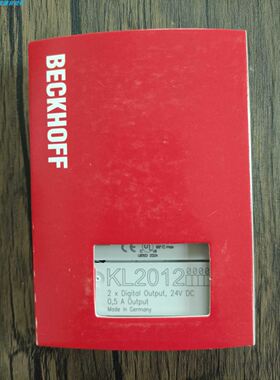 BECKHOFF
KL2012
2 x Digital Output, 24V DC
0,5 A Output
Made in Germany